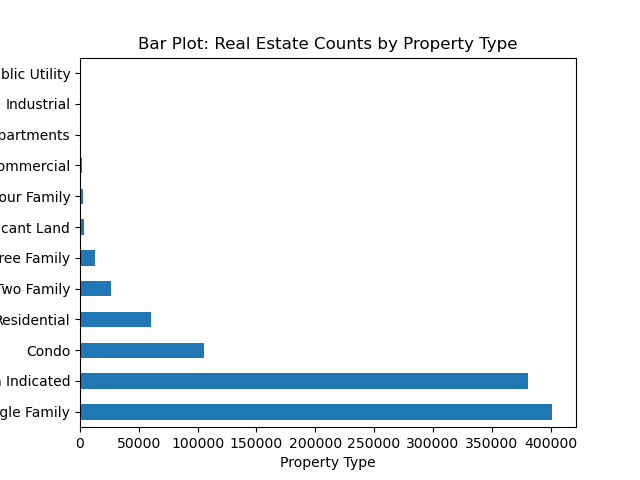 Bar Plot: Real Estate Counts by Property Type
blic Utility
Industrial
partments
ommercial
our Family
cant Land
ree Family
Two Family
Residential
Condo
n Indicated
gle Family
0 50000 100000 150000 200000 250000 300000 350000 400000
Property Type